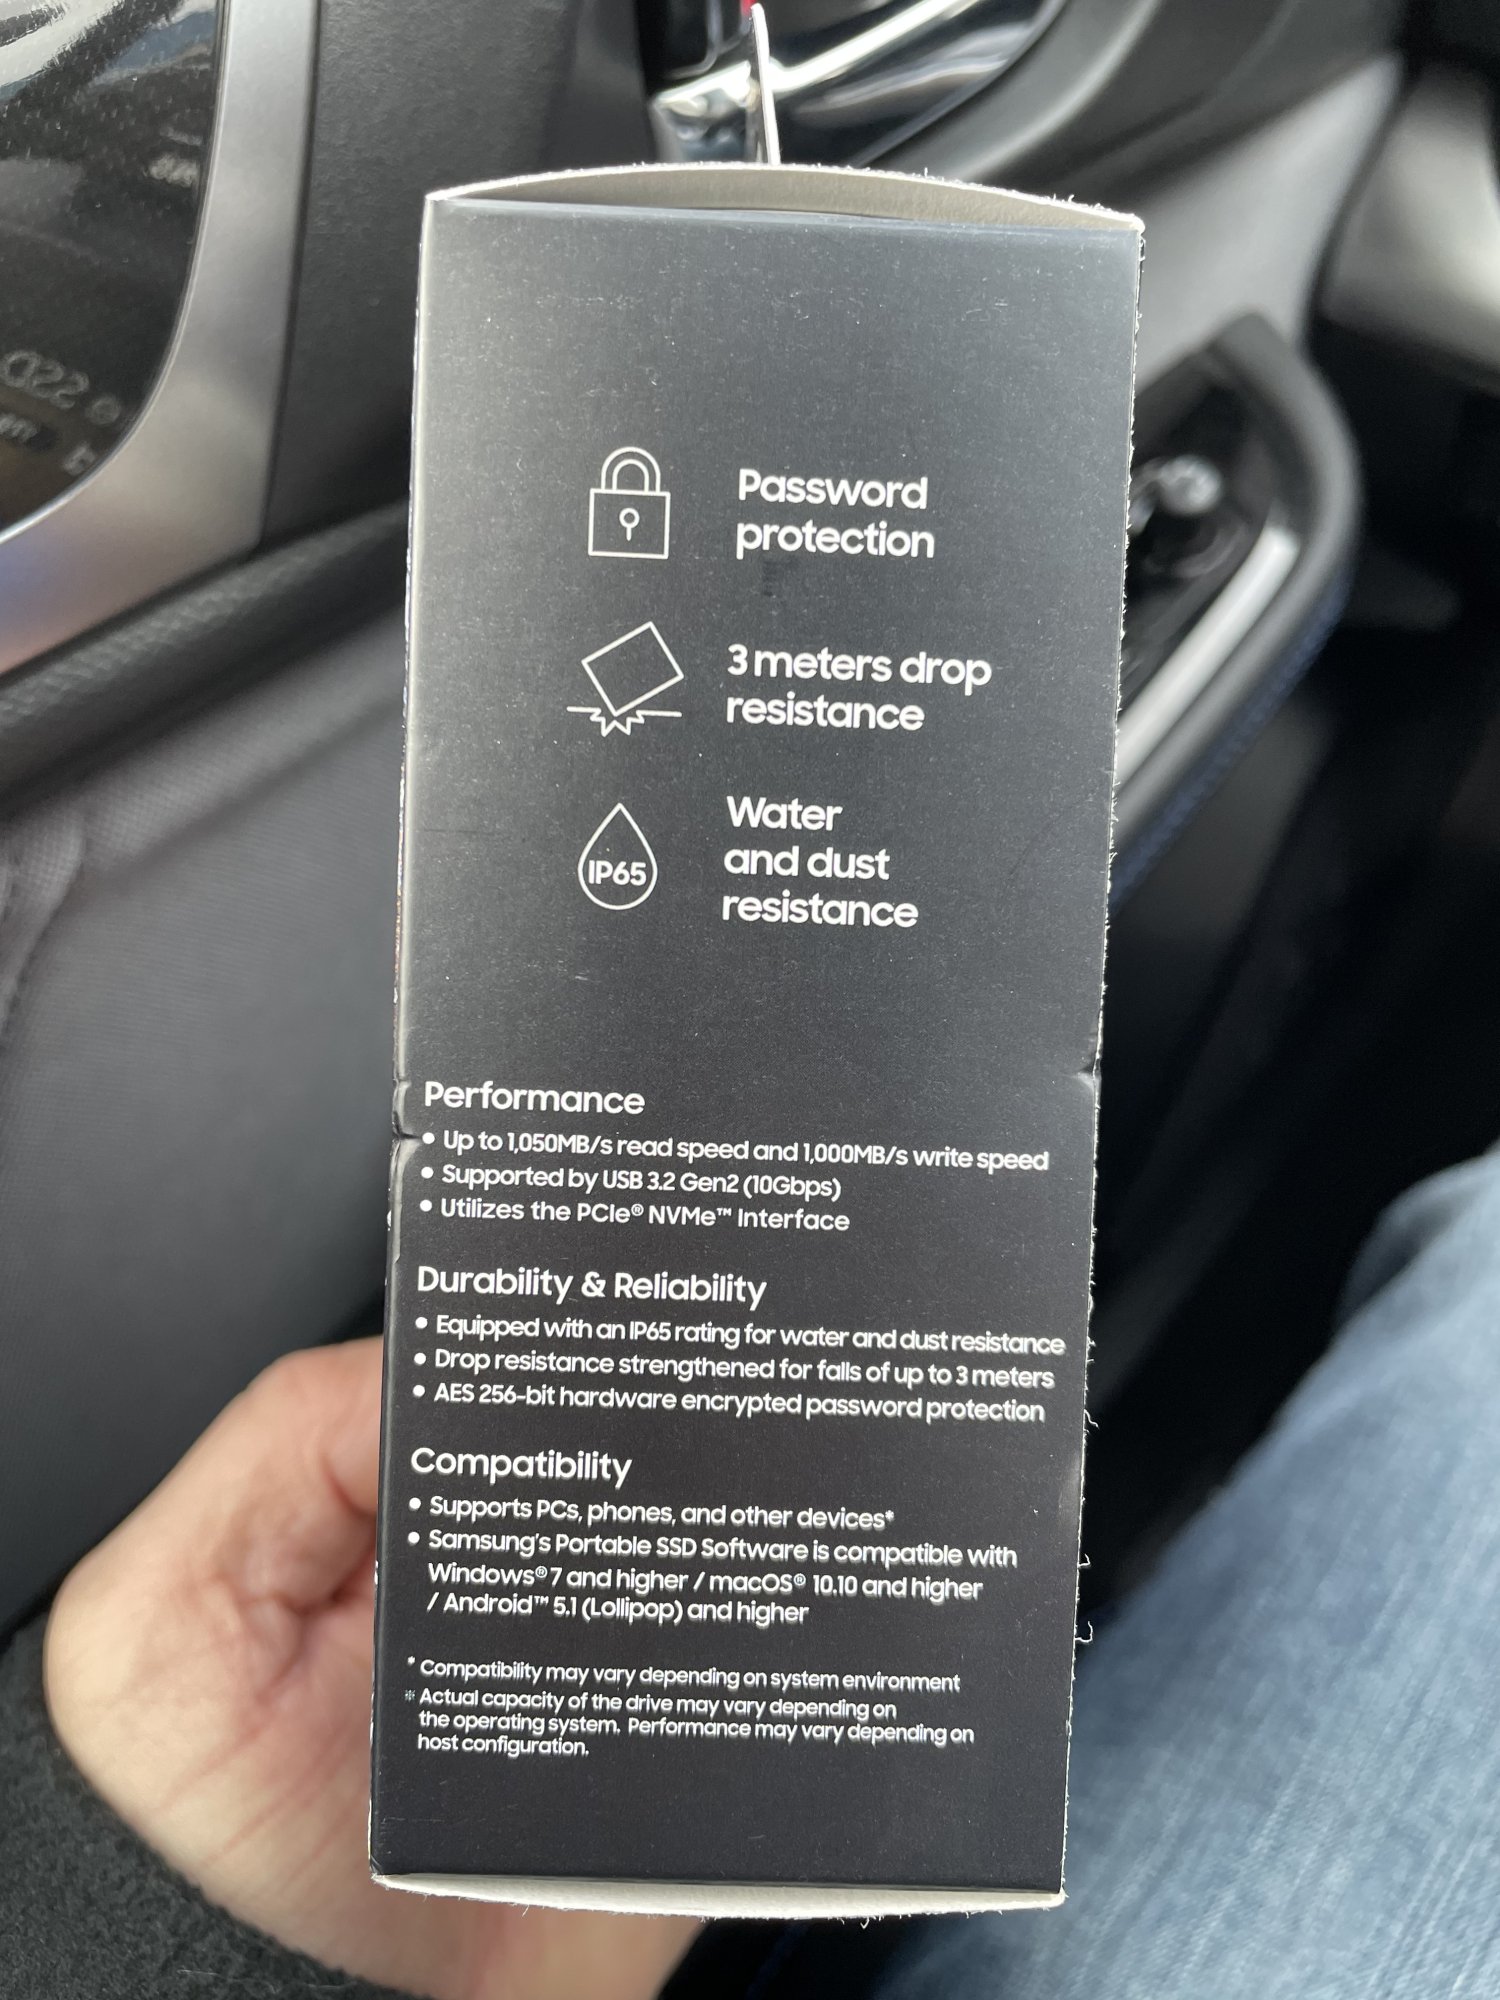 Password
protection
3 meters drop
resistance
IP65
Water
and dust
resistance
Performance
• Up to 1,050MB/s read speed and 1,000MB/s write speed
• Supported by USB 3.2 Gen2 (10Gbps)
• Utilizes the PCIe® NVMe™ Interface
Durability & Reliability
• Equipped with an IP65 rating for water and dust resistance
• Drop resistance strengthened for falls of up to 3 meters
• AES 256-bit hardware encrypted password protection
Compatibility
• Supports PCs, phones, and other devices*
• Samsung's Portable SSD Software is compatible with
Windows® 7 and higher / macOS® 10.10 and higher
/ Android™ 5.1 (Lollipop) and higher
* Compatibility may vary depending on system environment
※ Actual capacity of the drive may vary depending on
the operating system. Performance may vary depending on
host configuration.